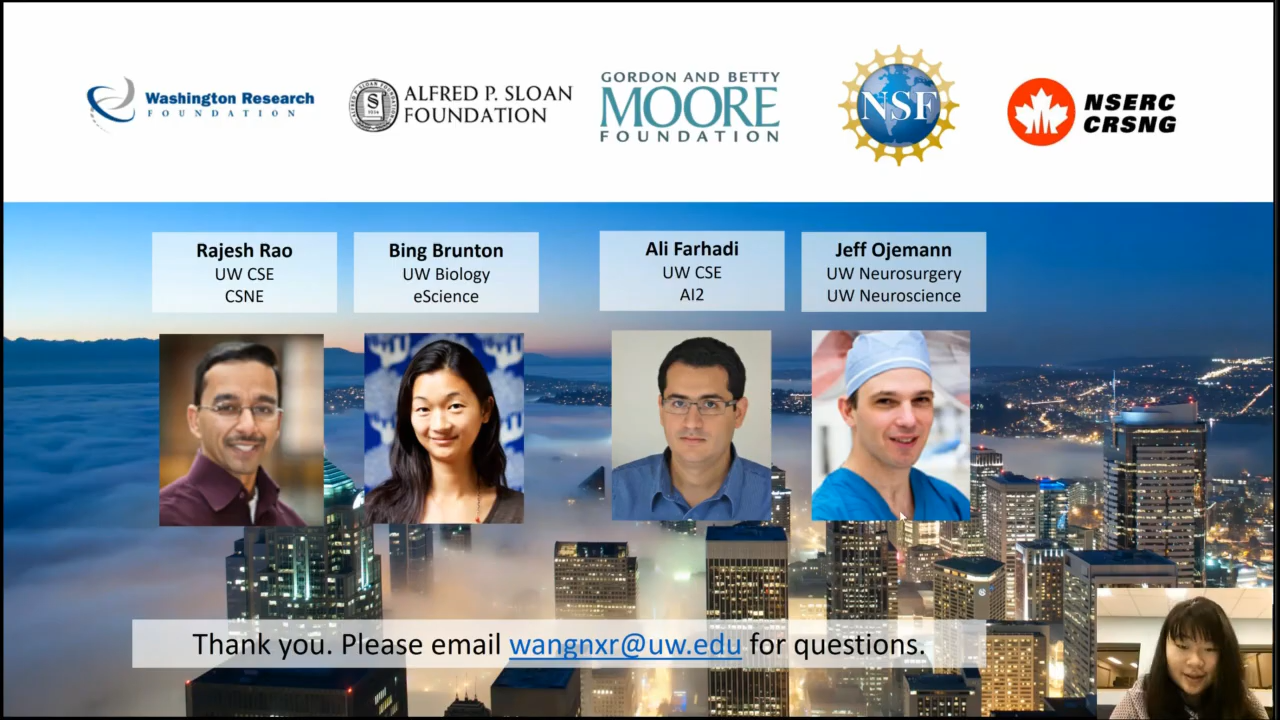 Washington Research
FOUNDATION
ALFRED P. SLOAN
FOUNDATION
GORDON AND BETTY
MOORE
FOUNDATION
NSF
NSERC
CRSNG
Rajesh Rao
UW CSE
CSNE
Bing Brunton
UW Biology
eScience
Ali Farhadi
UW CSE
AI2
Jeff Ojemann
UW Neurosurgery
UW Neuroscience
Thank you. Please email wangnxr@uw.edu for questions.